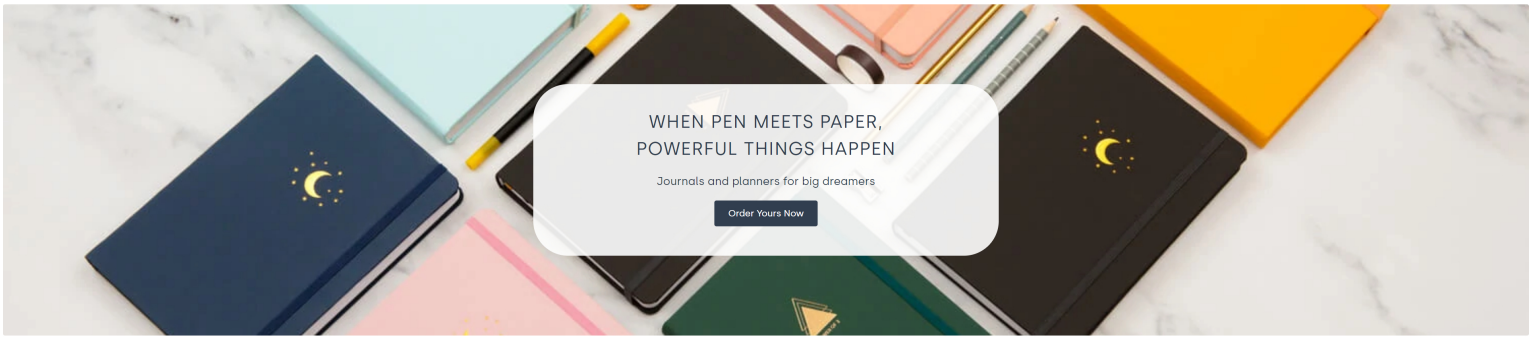 WHEN PEN MEETS PAPER,
POWERFUL THINGS HAPPEN
Journals and planners for big dreamers
Order Yours Now